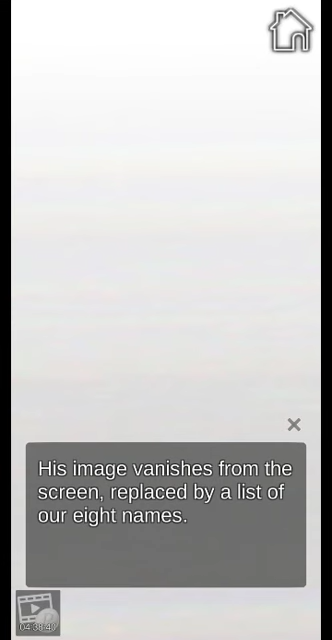 His image vanishes from the
screen, replaced by a list of
our eight names.